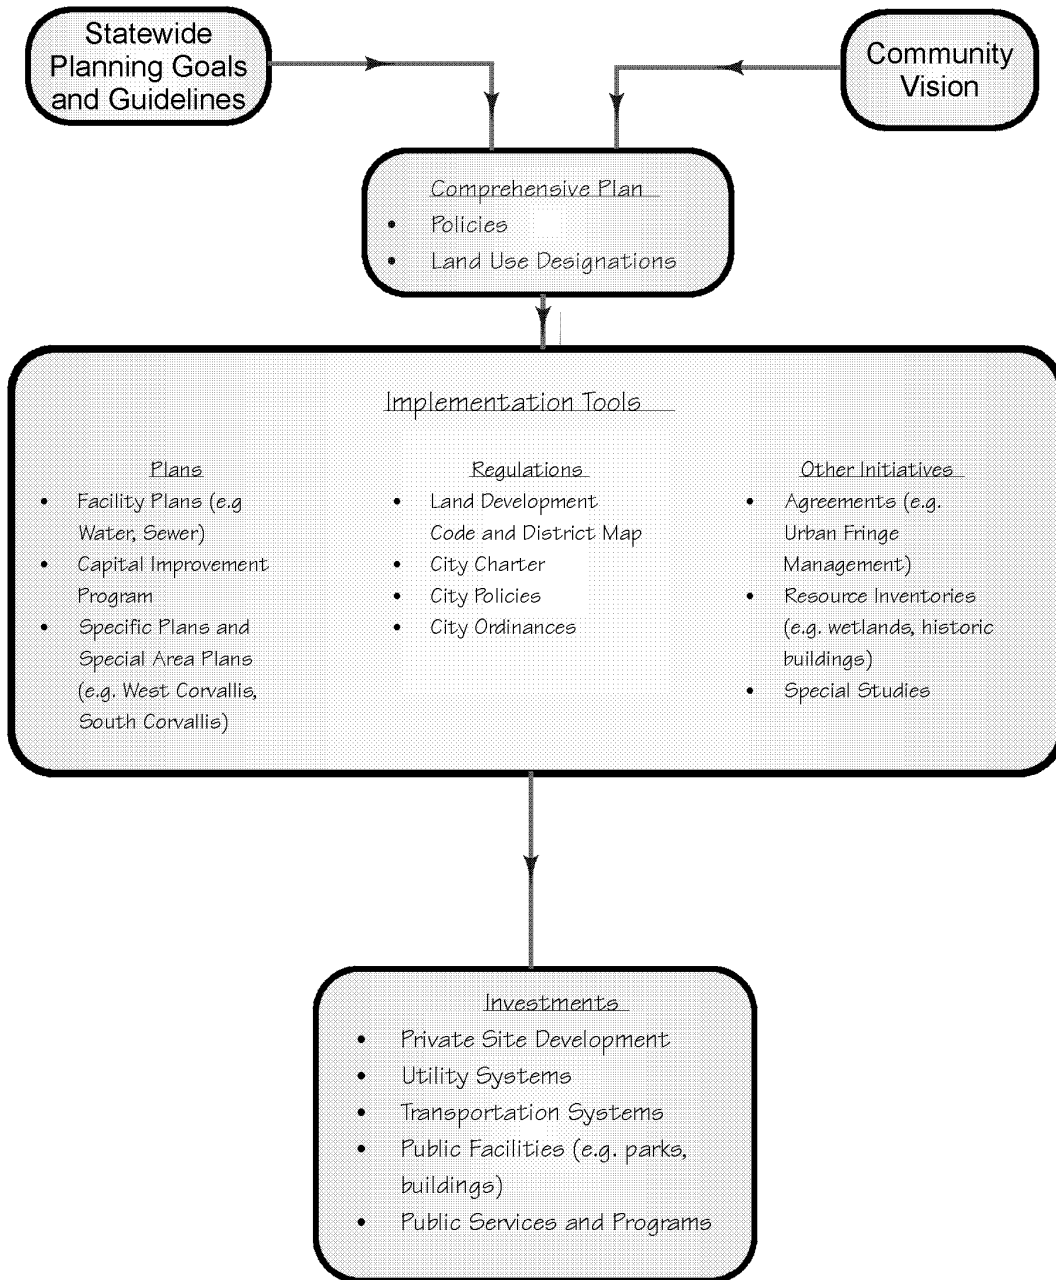 Statewide
Planning Goals
and Guidelines
Community
Vision
Comprehensive Plan
• Policies
• Land Use Designations
Implementation Tools
Plans
• Facility Plans (e.g
Water, Sewer)
• Capital Improvement
Program
• Specific Plans and
Special Area Plans
(e.g. West Corvallis,
South Corvallis)
Regulations
• Land Development
Code and District Map
• City Charter
• City Policies
• City Ordinances
Other Initiatives
• Agreements (e.g.
Urban Fringe
Management)
• Resource Inventories
(e.g. wetlands, historic
buildings)
• Special Studies
Investments
• Private Site Development
• Utility Systems
• Transportation Systems
• Public Facilities (e.g. parks,
buildings)
• Public Services and Programs